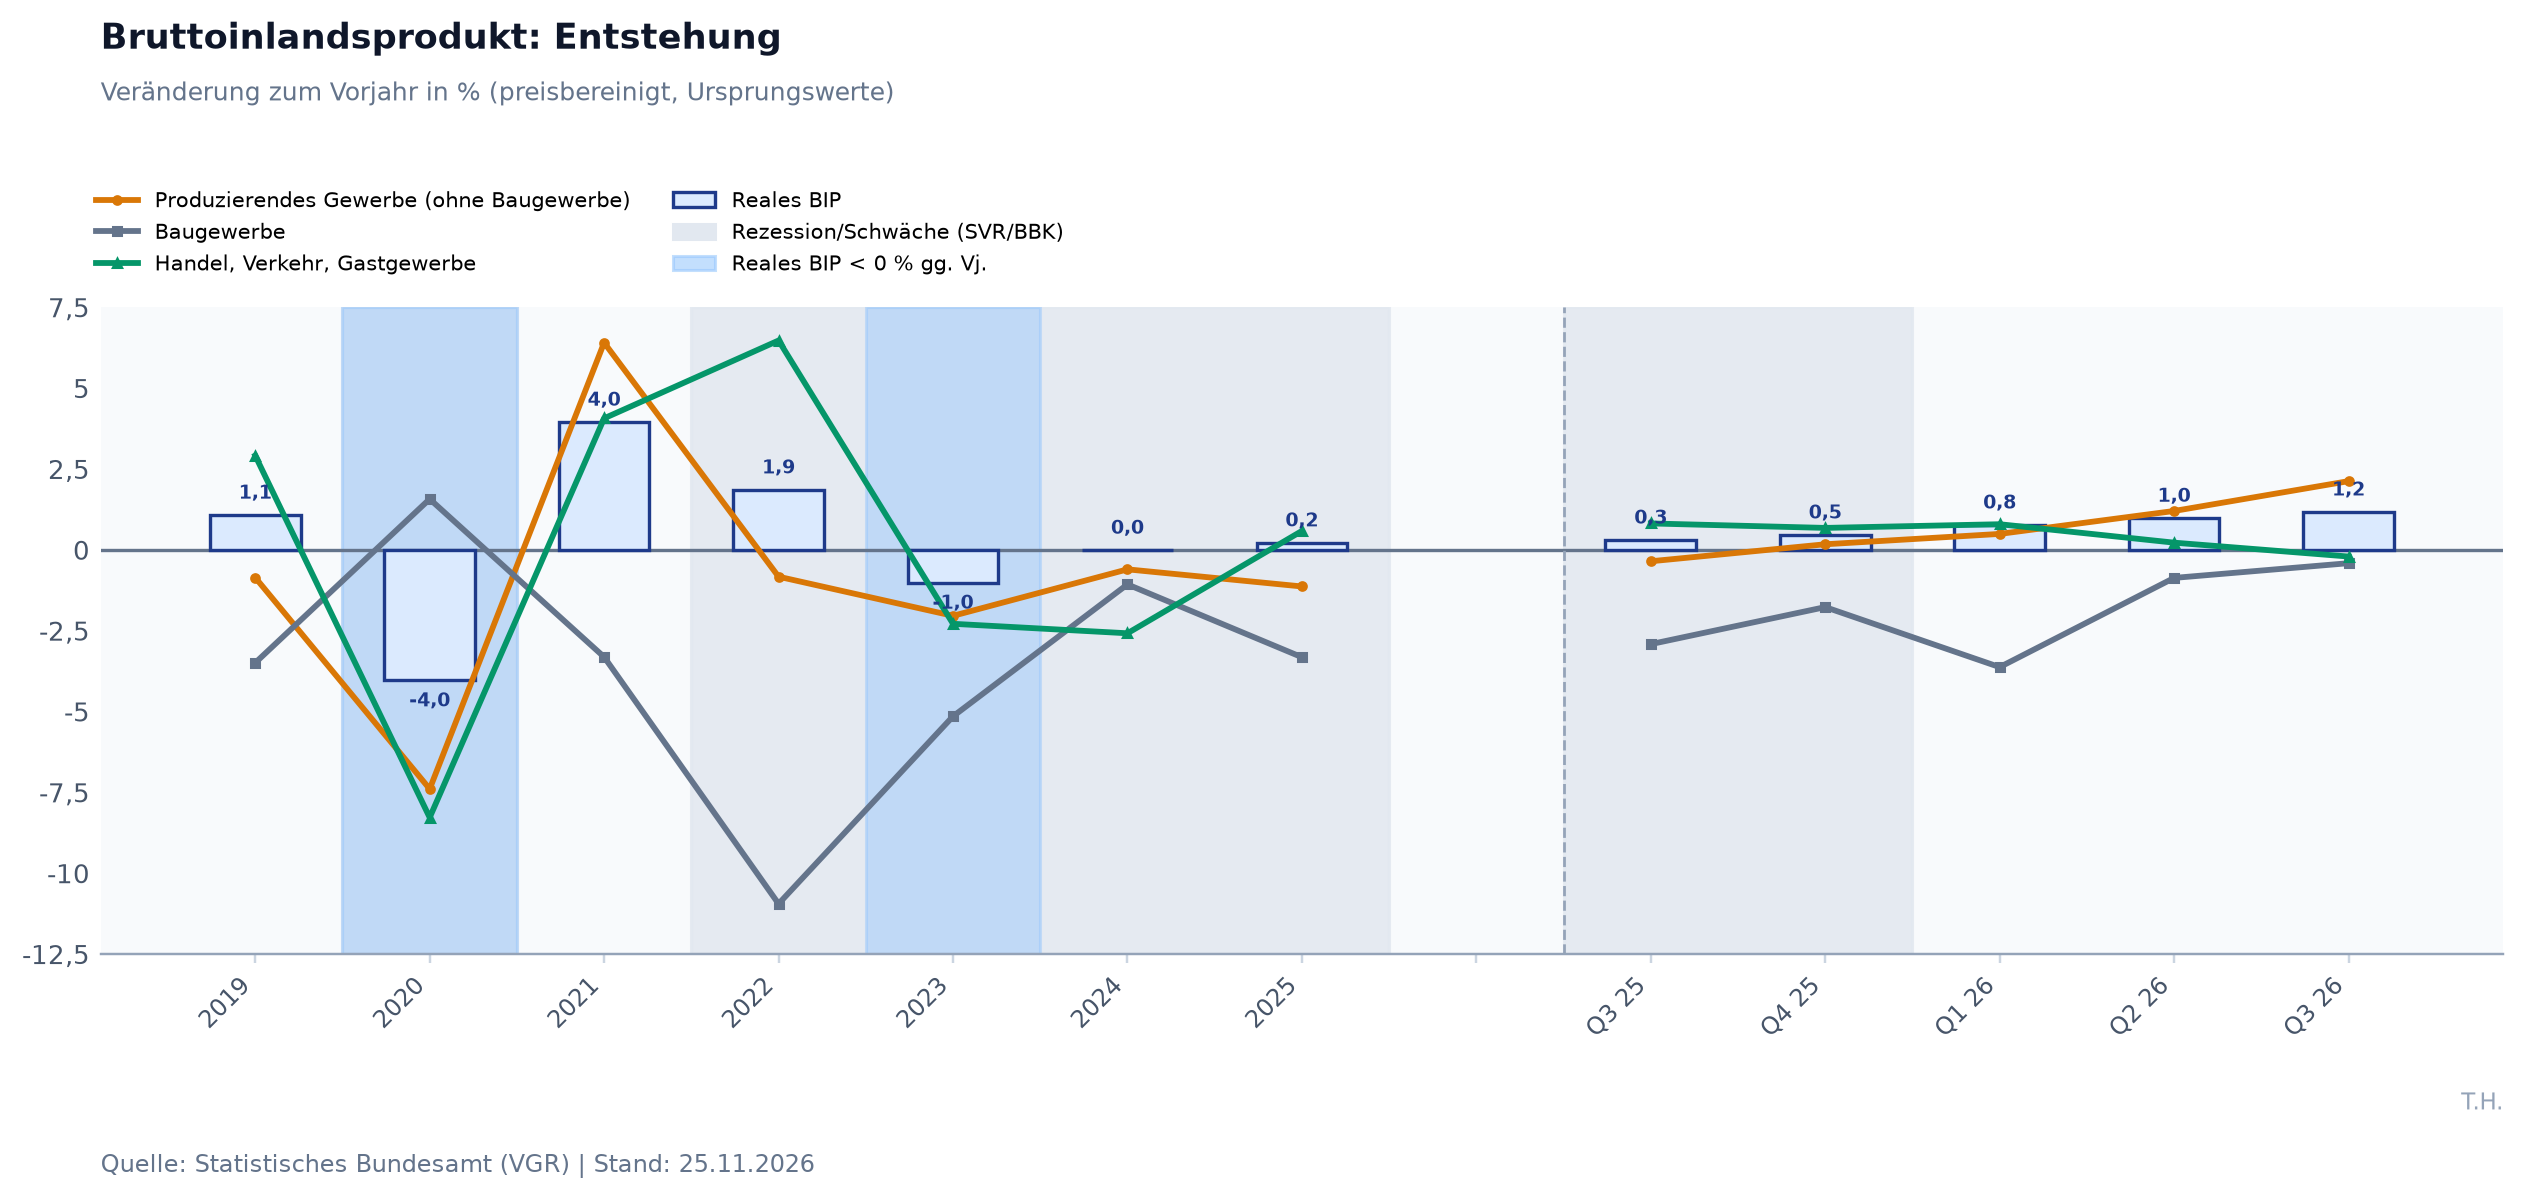 Bruttoinlandsprodukt: Entstehung
Veränderung zum Vorjahr in % (preisbereinigt, Ursprungswerte)
Produzierendes Gewerbe (ohne Baugewerbe)
Baugewerbe
Handel, Verkehr, Gastgewerbe
Reales BIP
Rezession/Schwäche (SVR/BBK)
Reales BIP < 0 % gg. Vj.
7,5
5
2,5
0
-2,5
-5
-7,5
-10
-12,5
1,1
-4,0
4,0
1,9
-1,0
0,0
0,2
0,3
0,5
0,8
1,0
1,2
2019
2020
2021
2022
2023
2024
2025
Q3 25
Q4 25
Q1 26
Q2 26
Q3 26
T.H.
Quelle: Statistisches Bundesamt (VGR) | Stand: 25.11.2026